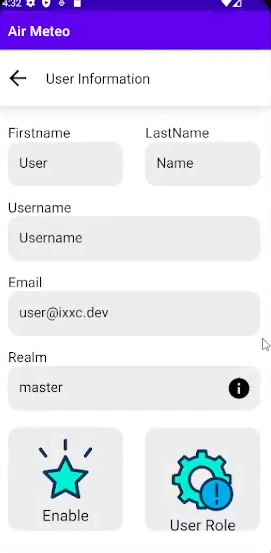 4:32
Air Meteo
User Information
Firstname LastName
User Name
Username
Username
Email
user@ixxc.dev
Realm
master
Enable User Role